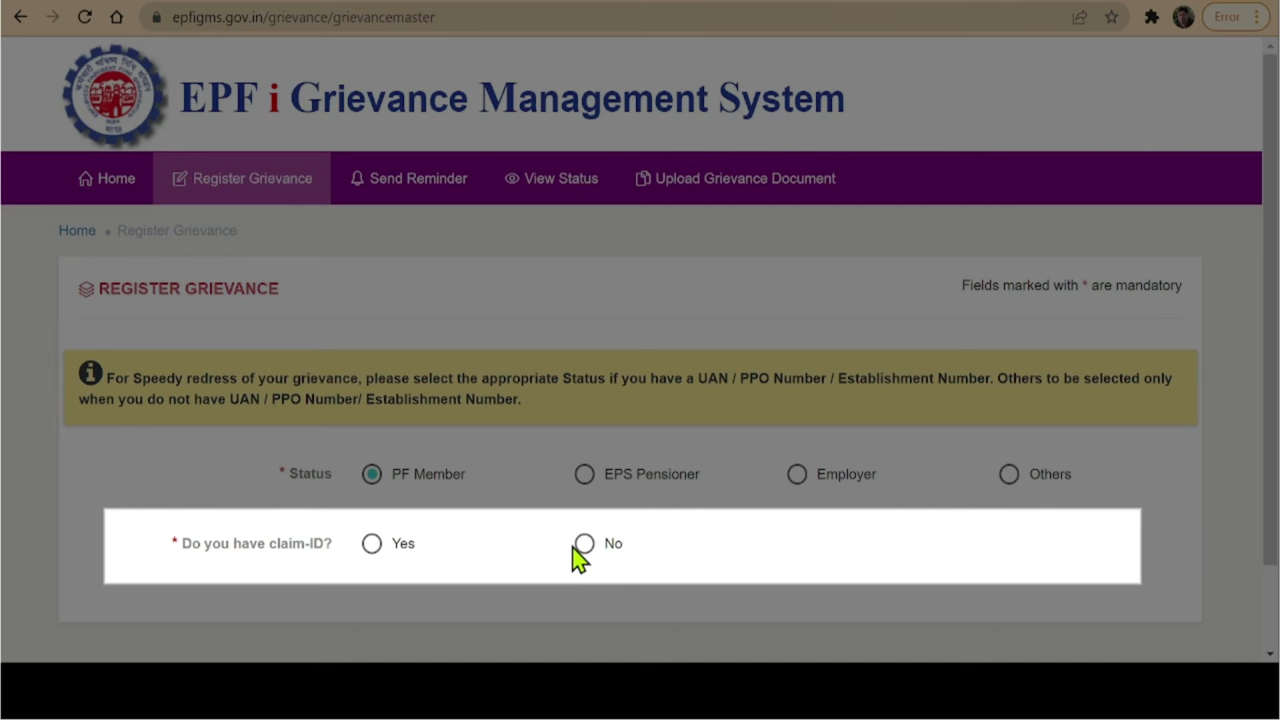 epfigms.gov.in/grievance/grievancemaster
Error
EPF i Grievance Management System
Home
Register Grievance
Send Reminder
View Status
Upload Grievance Document
Home
Register Grievance
REGISTER GRIEVANCE
Fields marked with * are mandatory
For Speedy redress of your grievance, please select the appropriate Status if you have a UAN / PPO Number / Establishment Number. Others to be selected only
when you do not have UAN / PPO Number/ Establishment Number.
* Status
PF Member
EPS Pensioner
Employer
Others
* Do you have claim-ID?
Yes
No